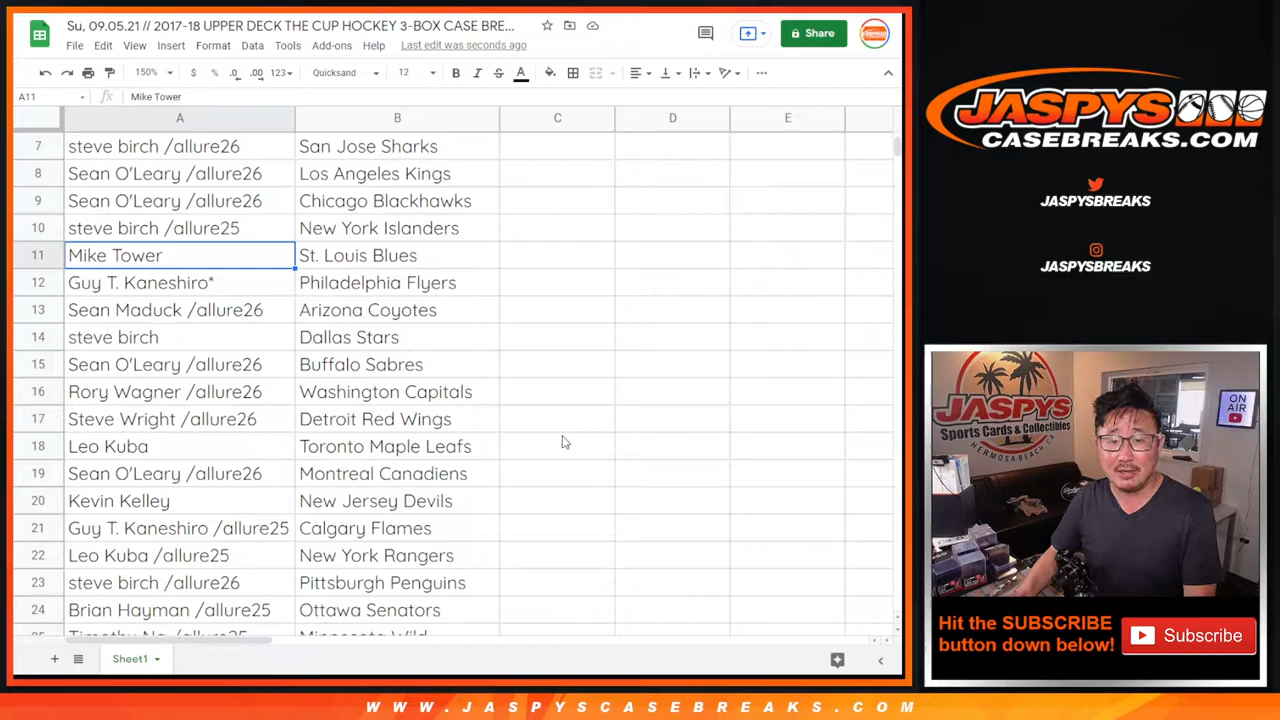 Su, 09.05.21 // 2017-18 UPPER DECK THE CUP HOCKEY 3-BOX CASE BRE...
File Edit View Insert Format Data Tools Add-ons Help Last edit was seconds ago
Share
150% $ % .0 .00 123 Quicksand 12 B I S A
A11 fx Mike Tower
A B C D E
7 steve birch /allure26 San Jose Sharks
8 Sean O'Leary /allure26 Los Angeles Kings
9 Sean O'Leary /allure26 Chicago Blackhawks
10 steve birch /allure25 New York Islanders
11 Mike Tower St. Louis Blues
12 Guy T. Kaneshiro* Philadelphia Flyers
13 Sean Maduck /allure26 Arizona Coyotes
14 steve birch Dallas Stars
15 Sean O'Leary /allure26 Buffalo Sabres
16 Rory Wagner /allure26 Washington Capitals
17 Steve Wright /allure26 Detroit Red Wings
18 Leo Kuba Toronto Maple Leafs
19 Sean O'Leary /allure26 Montreal Canadiens
20 Kevin Kelley New Jersey Devils
21 Guy T. Kaneshiro /allure25 Calgary Flames
22 Leo Kuba /allure25 New York Rangers
23 steve birch /allure26 Pittsburgh Penguins
24 Brian Hayman /allure25 Ottawa Senators
Sheet1
JASPYS
CASEBREAKS.COM
JASPYSBREAKS
JASPYSBREAKS
JASPYS
Sports Cards & Collectibles
HERMOSA BEACH, CA
ON
AIR
Hit the SUBSCRIBE
button down below!
Subscribe
WWW.JASPYSCASEBREAKS.COM